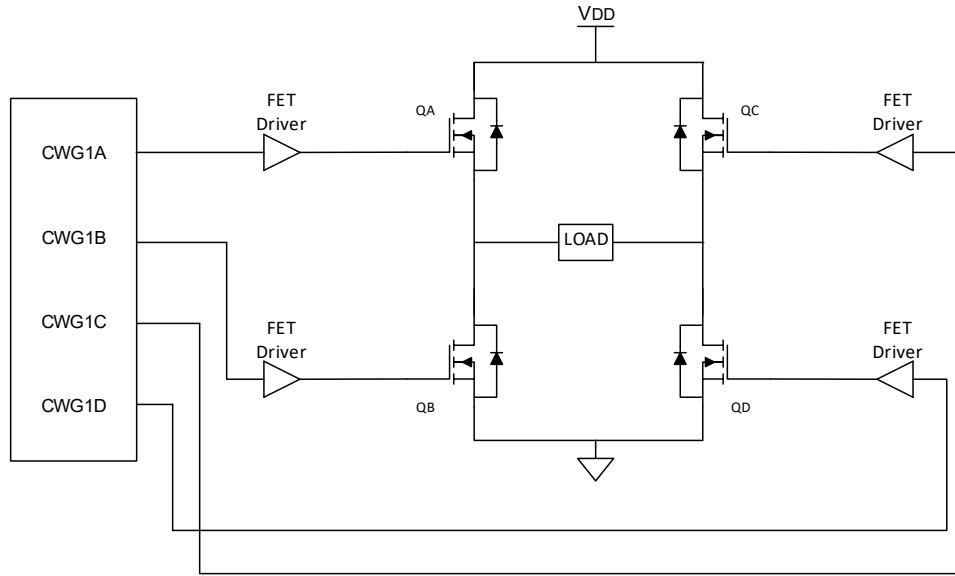 VDD
FET
Driver
QA
QC
FET
Driver
CWG1A
CWG1B
LOAD
CWG1C
FET
Driver
FET
Driver
CWG1D
QB
QD